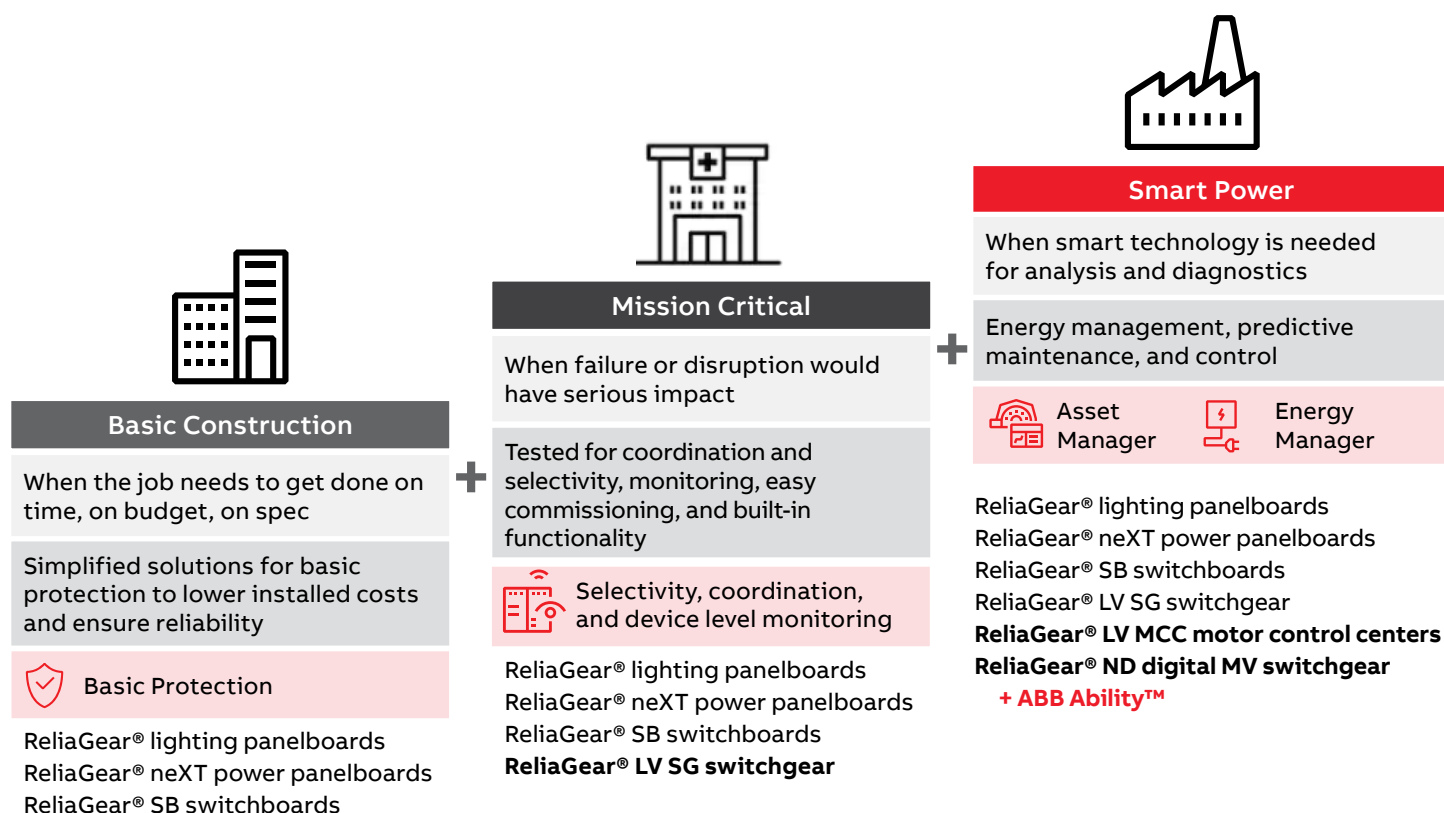 Basic Construction
When the job needs to get done on
time, on budget, on spec
Simplified solutions for basic
protection to lower installed costs
and ensure reliability
Basic Protection
ReliaGear® lighting panelboards
ReliaGear® neXT power panelboards
ReliaGear® SB switchboards
+
Mission Critical
When failure or disruption would
have serious impact
Tested for coordination and
selectivity, monitoring, easy
commissioning, and built-in
functionality
Selectivity, coordination,
and device level monitoring
ReliaGear® lighting panelboards
ReliaGear® neXT power panelboards
ReliaGear® SB switchboards
ReliaGear® LV SG switchgear
+
Smart Power
When smart technology is needed
for analysis and diagnostics
Energy management, predictive
maintenance, and control
Asset
Manager
Energy
Manager
ReliaGear® lighting panelboards
ReliaGear® neXT power panelboards
ReliaGear® SB switchboards
ReliaGear® LV SG switchgear
ReliaGear® LV MCC motor control centers
ReliaGear® ND digital MV switchgear
+ ABB Ability™